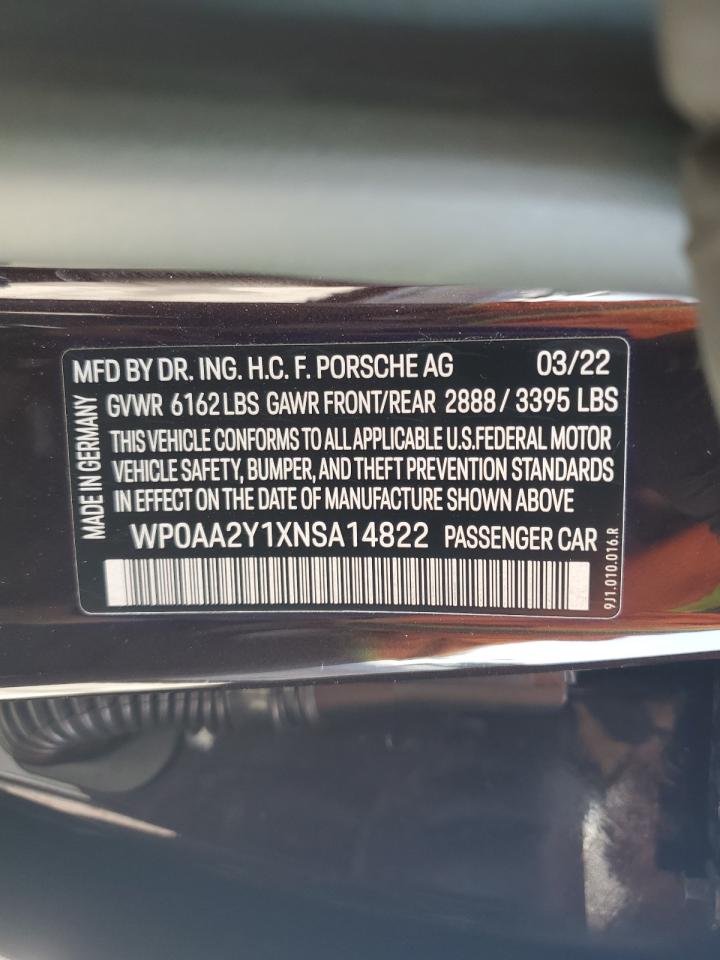 MFD BY DR. ING. H.C. F. PORSCHE AG 03/22
GVWR 6162 LBS GAWR FRONT/REAR 2888 / 3395 LBS
THIS VEHICLE CONFORMS TO ALL APPLICABLE U.S. FEDERAL MOTOR
VEHICLE SAFETY, BUMPER, AND THEFT PREVENTION STANDARDS
IN EFFECT ON THE DATE OF MANUFACTURE SHOWN ABOVE
WP0AA2Y1XNSA14822 PASSENGER CAR
MADE IN GERMANY
9J1.010.016.R